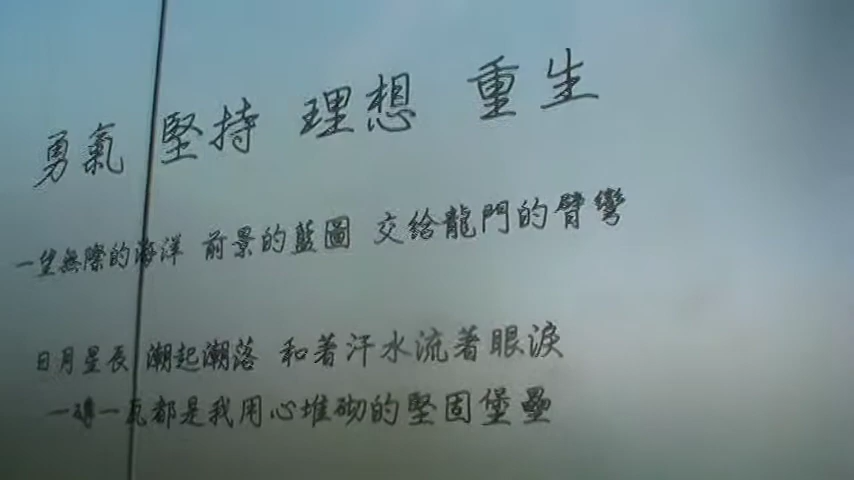 勇氣 堅持 理想 重生
一望無際的海洋 前景的藍圖 交給龍門的臂彎
日月星辰 潮起潮落 和著汗水流著眼淚
一磚一瓦都是我用心堆砌的堅固堡壘